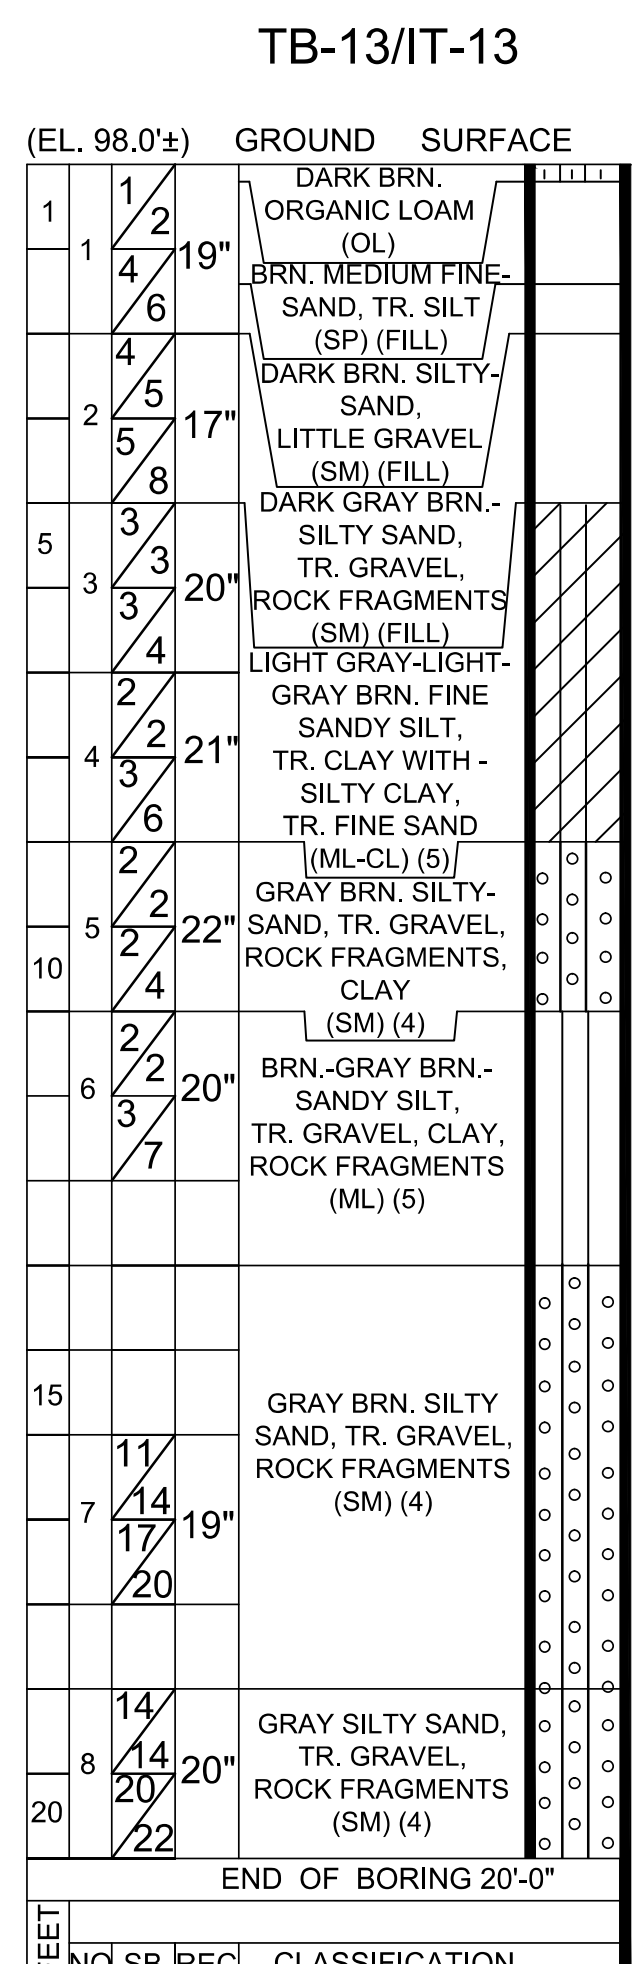 TB-13/IT-13
(EL. 98.0'±) GROUND SURFACE
1
1
1
2
4
6
19"
DARK BRN.
ORGANIC LOAM
(OL)
BRN. MEDIUM FINE-
SAND, TR. SILT
(SP) (FILL)
2
4
5
5
8
17"
DARK BRN. SILTY-
SAND,
LITTLE GRAVEL
(SM) (FILL)
5
3
3
3
3
4
20"
DARK GRAY BRN.-
SILTY SAND,
TR. GRAVEL,
ROCK FRAGMENTS
(SM) (FILL)
4
2
2
3
6
21"
LIGHT GRAY-LIGHT-
GRAY BRN. FINE
SANDY SILT,
TR. CLAY WITH -
SILTY CLAY,
TR. FINE SAND
(ML-CL) (5)
10
5
2
2
2
4
22"
GRAY BRN. SILTY-
SAND, TR. GRAVEL,
ROCK FRAGMENTS,
CLAY
(SM) (4)
6
2
2
3
7
20"
BRN.-GRAY BRN.-
SANDY SILT,
TR. GRAVEL, CLAY,
ROCK FRAGMENTS
(ML) (5)
15
7
11
14
17
20
19"
GRAY BRN. SILTY
SAND, TR. GRAVEL,
ROCK FRAGMENTS
(SM) (4)
20
8
14
14
20
22
20"
GRAY SILTY SAND,
TR. GRAVEL,
ROCK FRAGMENTS
(SM) (4)
END OF BORING 20'-0"
FEET
NO SB REC CLASSIFICATION